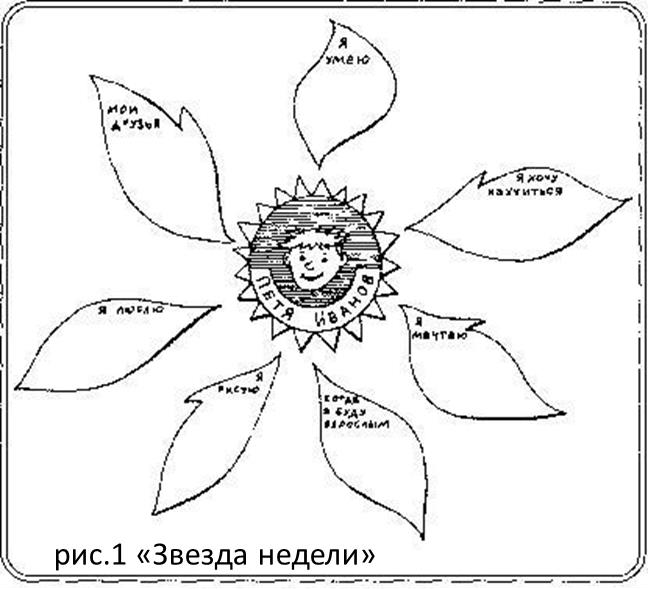 Я
УМЕЮ
МОИ
ДРУЗЬЯ
Я ХОЧУ
НАУЧИТЬСЯ
ПЕТЯ ИВАНОВ
Я ЛЮБЛЮ
Я
МЕЧТАЮ
Я
РИСУЮ
КОГДА
Я БУДУ
ВЗРОСЛЫМ
рис.1 «Звезда недели»